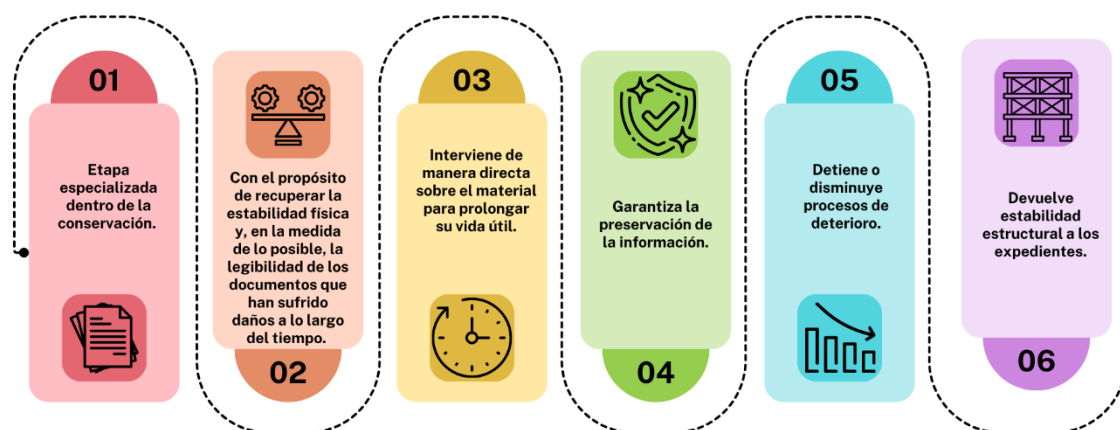 01
Etapa
especializada
dentro de la
conservación.
Con el propósito
de recuperar la
estabilidad física
y, en la medida
de lo posible, la
legibilidad de los
documentos que
han sufrido
daños a lo largo
del tiempo.
02
03
Interviene de
manera directa
sobre el material
para prolongar
su vida útil.
Garantiza la
preservación de
la información.
04
05
Detiene o
disminuye
procesos de
deterioro.
Devuelve
estabilidad
estructural a los
expedientes.
06